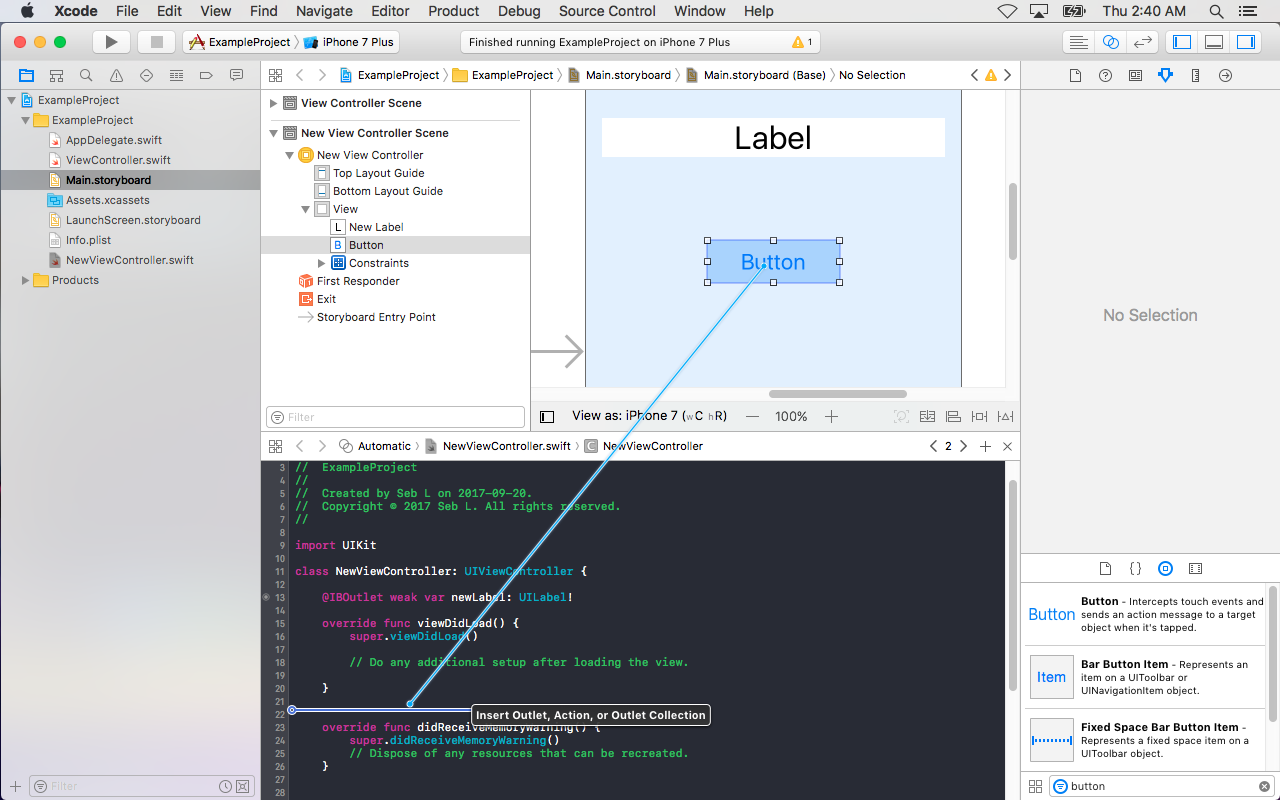 Xcode File Edit View Find Navigate Editor Product Debug Source Control Window Help Thu 2:40 AM
ExampleProject iPhone 7 Plus Finished running ExampleProject on iPhone 7 Plus 1
ExampleProject
ExampleProject
AppDelegate.swift
ViewController.swift
Main.storyboard
Assets.xcassets
LaunchScreen.storyboard
Info.plist
NewViewController.swift
Products
Filter
ExampleProject ExampleProject Main.storyboard Main.storyboard (Base) No Selection
View Controller Scene
New View Controller Scene
New View Controller
Top Layout Guide
Bottom Layout Guide
View
L New Label
B Button
Constraints
First Responder
Exit
Storyboard Entry Point
Filter
Label
Button
View as: iPhone 7 (wC hR) — 100% +
Automatic NewViewController.swift C NewViewController 2
3 // ExampleProject
4 //
5 // Created by Seb L on 2017-09-20.
6 // Copyright © 2017 Seb L. All rights reserved.
7 //
8
9 import UIKit
10
11 class NewViewController: UIViewController {
12
13 @IBOutlet weak var newLabel: UILabel!
14
15 override func viewDidLoad() {
16 super.viewDidLoad()
17
18 // Do any additional setup after loading the view.
19
20 }
21
22
Insert Outlet, Action, or Outlet Collection
23 override func didReceiveMemoryWarning() {
24 super.didReceiveMemoryWarning()
25 // Dispose of any resources that can be recreated.
26 }
27
28
No Selection
Button
Button - Intercepts touch events and
sends an action message to a target
object when it's tapped.
Item
Bar Button Item - Represents an
item on a UIToolbar or
UINavigationItem object.
Fixed Space Bar Button Item -
Represents a fixed space item on a
UIToolbar object.
button